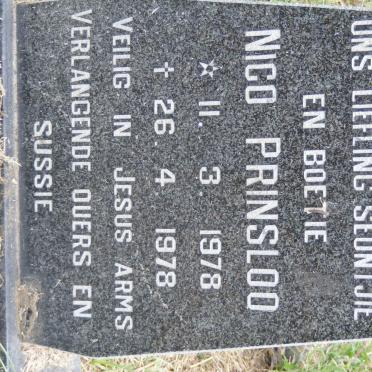 ONS LIEFLING SEUNTJIE
EN BOETIE
NICO PRINSLOO
* 11. 3. 1978
+ 26. 4. 1978
VEILIG IN JESUS ARMS
VERLANGENDE OUERS EN
SUSSIE